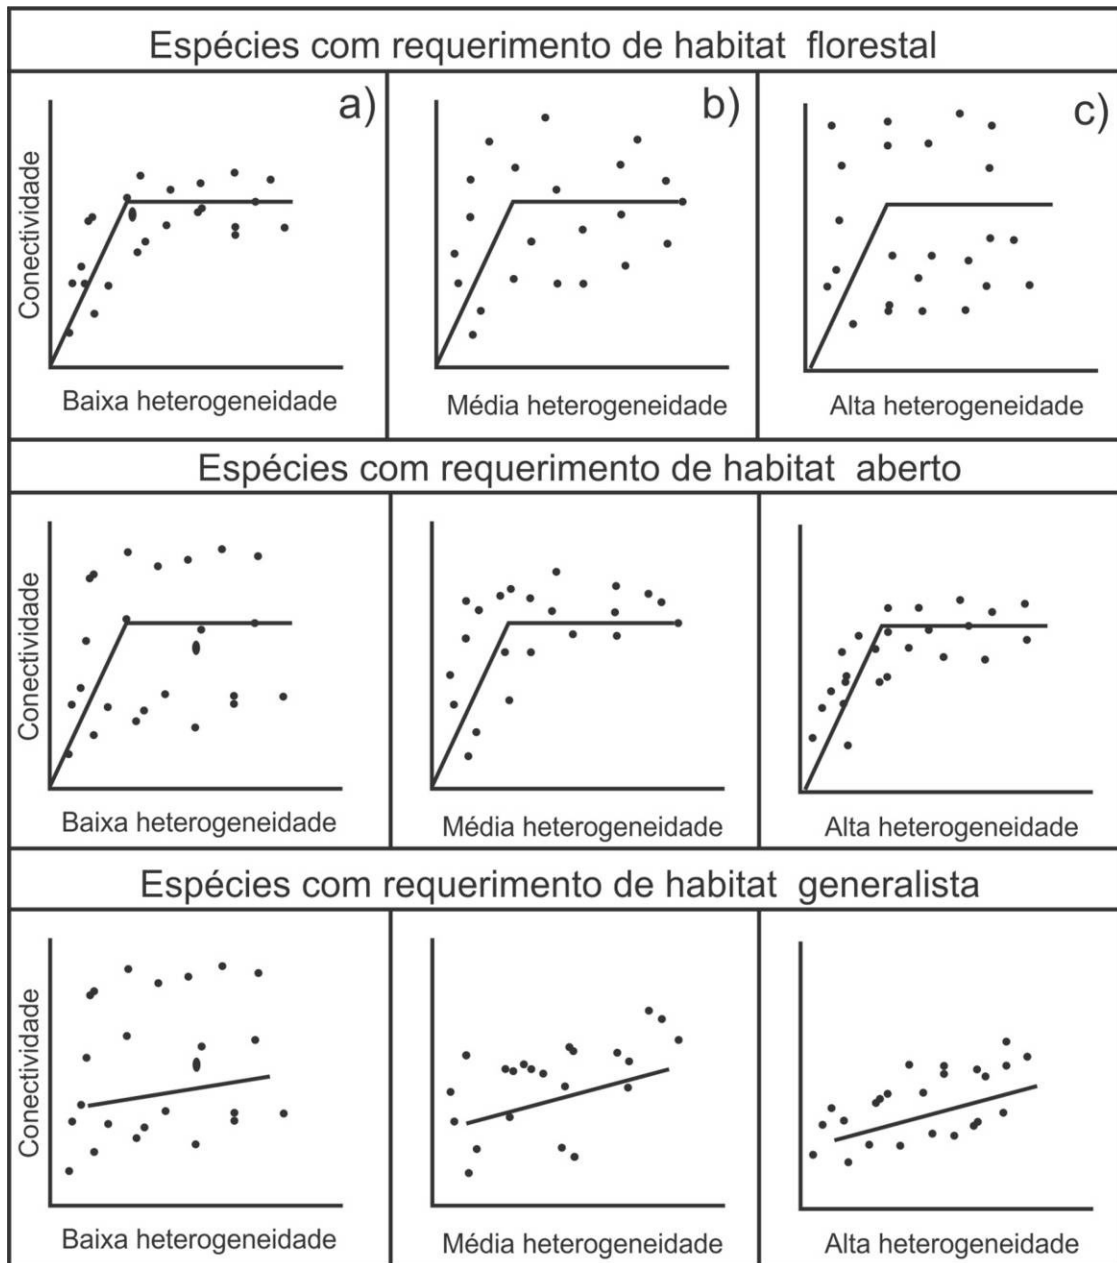 Espécies com requerimento de habitat florestal
a)
b)
c)
Conectividade
Baixa heterogeneidade
Média heterogeneidade
Alta heterogeneidade
Espécies com requerimento de habitat aberto
Conectividade
Baixa heterogeneidade
Média heterogeneidade
Alta heterogeneidade
Espécies com requerimento de habitat generalista
Conectividade
Baixa heterogeneidade
Média heterogeneidade
Alta heterogeneidade